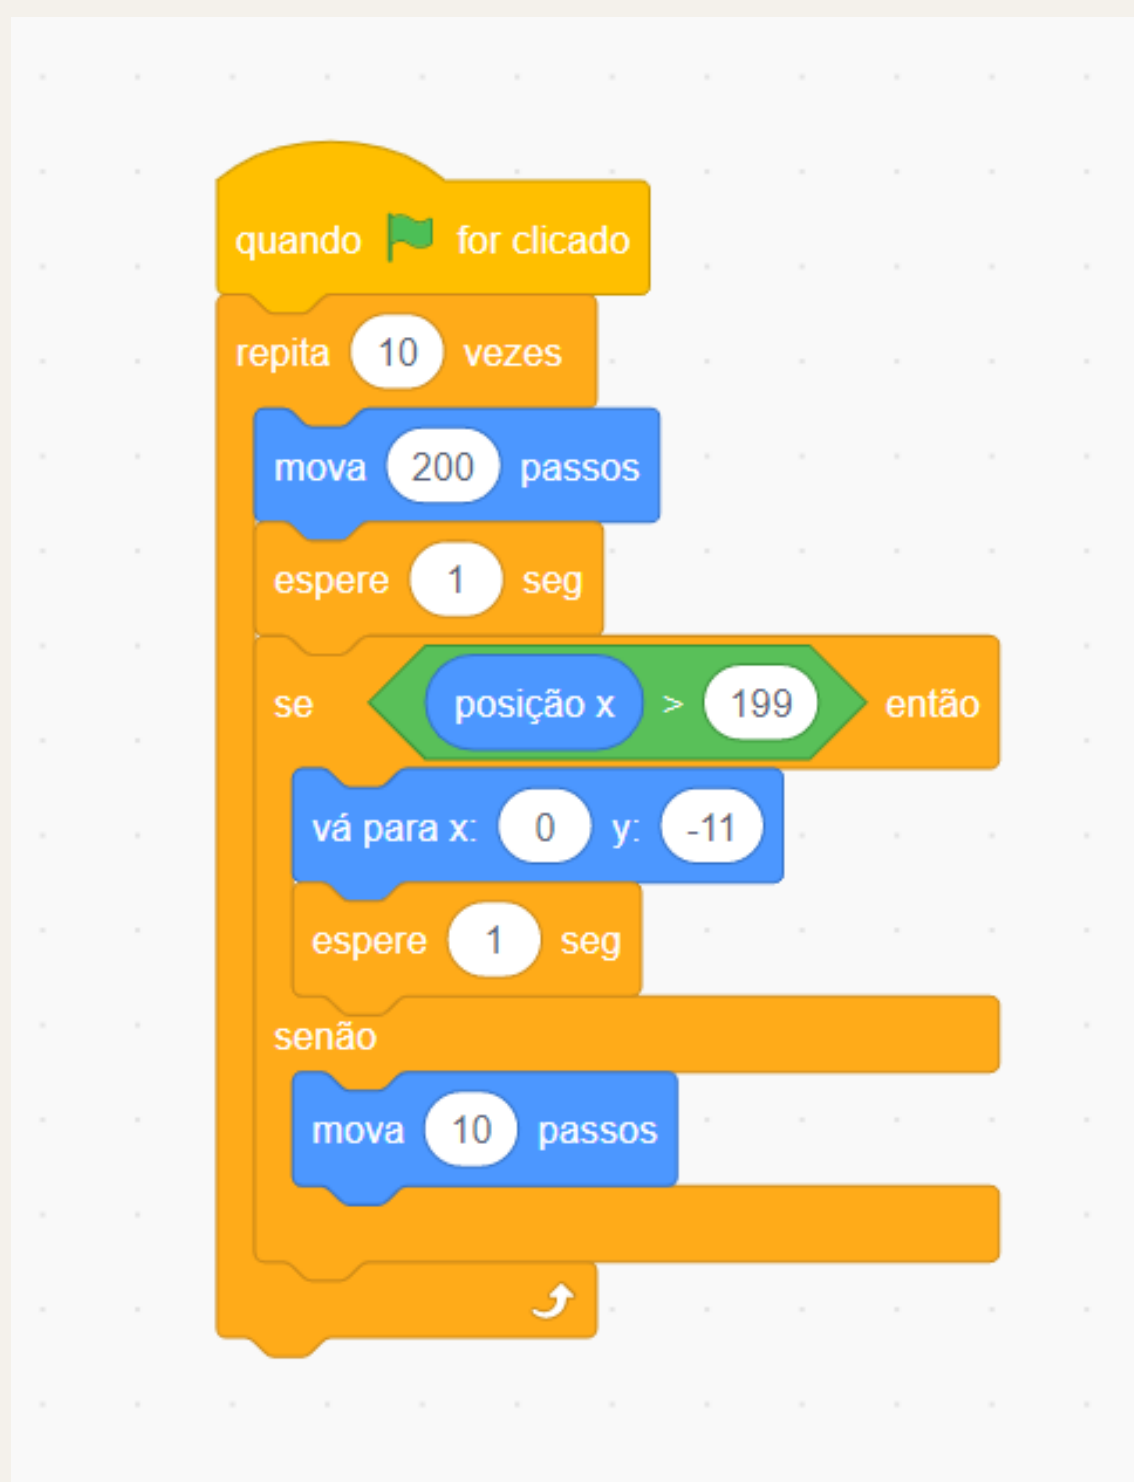 quando for clicado
repita 10 vezes
mova 200 passos
espere 1 seg
se posição x > 199 então
vá para x: 0 y: -11
espere 1 seg
senão
mova 10 passos